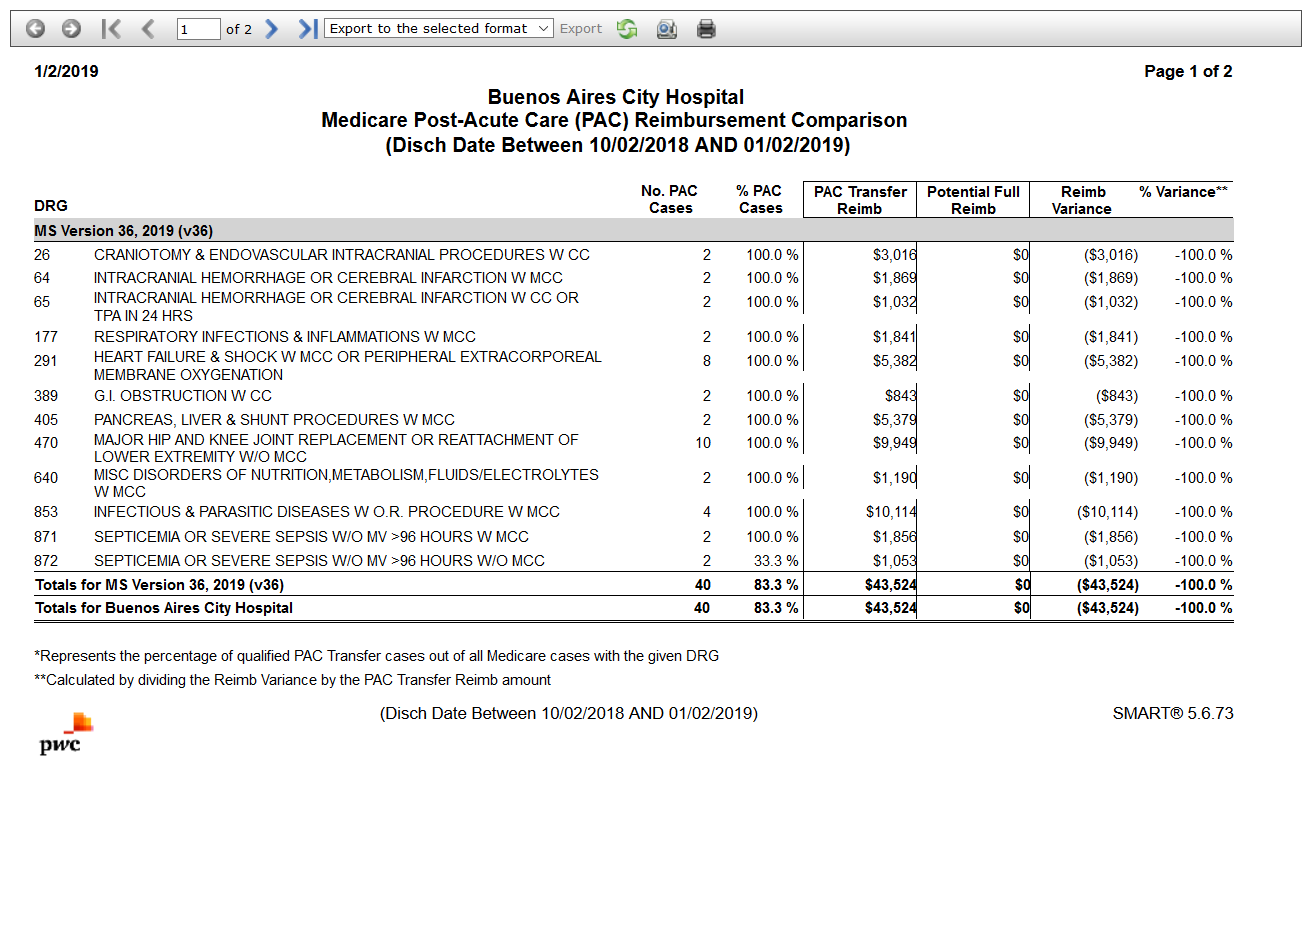 1 of 2 Export to the selected format Export
1/2/2019 Page 1 of 2
Buenos Aires City Hospital
Medicare Post-Acute Care (PAC) Reimbursement Comparison
(Disch Date Between 10/02/2018 AND 01/02/2019)
No. PAC % PAC PAC Transfer Potential Full Reimb % Variance**
DRG Cases Cases Reimb Reimb Variance
MS Version 36, 2019 (v36)
26 CRANIOTOMY & ENDOVASCULAR INTRACRANIAL PROCEDURES W CC 2 100.0 % $3,016 $0 ($3,016) -100.0 %
64 INTRACRANIAL HEMORRHAGE OR CEREBRAL INFARCTION W MCC 2 100.0 % $1,869 $0 ($1,869) -100.0 %
65 INTRACRANIAL HEMORRHAGE OR CEREBRAL INFARCTION W CC OR 2 100.0 % $1,032 $0 ($1,032) -100.0 %
TPA IN 24 HRS
177 RESPIRATORY INFECTIONS & INFLAMMATIONS W MCC 2 100.0 % $1,841 $0 ($1,841) -100.0 %
291 HEART FAILURE & SHOCK W MCC OR PERIPHERAL EXTRACORPOREAL 8 100.0 % $5,382 $0 ($5,382) -100.0 %
MEMBRANE OXYGENATION
389 G.I. OBSTRUCTION W CC 2 100.0 % $843 $0 ($843) -100.0 %
405 PANCREAS, LIVER & SHUNT PROCEDURES W MCC 2 100.0 % $5,379 $0 ($5,379) -100.0 %
470 MAJOR HIP AND KNEE JOINT REPLACEMENT OR REATTACHMENT OF 10 100.0 % $9,949 $0 ($9,949) -100.0 %
LOWER EXTREMITY W/O MCC
640 MISC DISORDERS OF NUTRITION,METABOLISM,FLUIDS/ELECTROLYTES 2 100.0 % $1,190 $0 ($1,190) -100.0 %
W MCC
853 INFECTIOUS & PARASITIC DISEASES W O.R. PROCEDURE W MCC 4 100.0 % $10,114 $0 ($10,114) -100.0 %
871 SEPTICEMIA OR SEVERE SEPSIS W/O MV >96 HOURS W MCC 2 100.0 % $1,856 $0 ($1,856) -100.0 %
872 SEPTICEMIA OR SEVERE SEPSIS W/O MV >96 HOURS W/O MCC 2 33.3 % $1,053 $0 ($1,053) -100.0 %
Totals for MS Version 36, 2019 (v36) 40 83.3 % $43,524 $0 ($43,524) -100.0 %
Totals for Buenos Aires City Hospital 40 83.3 % $43,524 $0 ($43,524) -100.0 %
*Represents the percentage of qualified PAC Transfer cases out of all Medicare cases with the given DRG
**Calculated by dividing the Reimb Variance by the PAC Transfer Reimb amount
(Disch Date Between 10/02/2018 AND 01/02/2019) SMART® 5.6.73
pwc